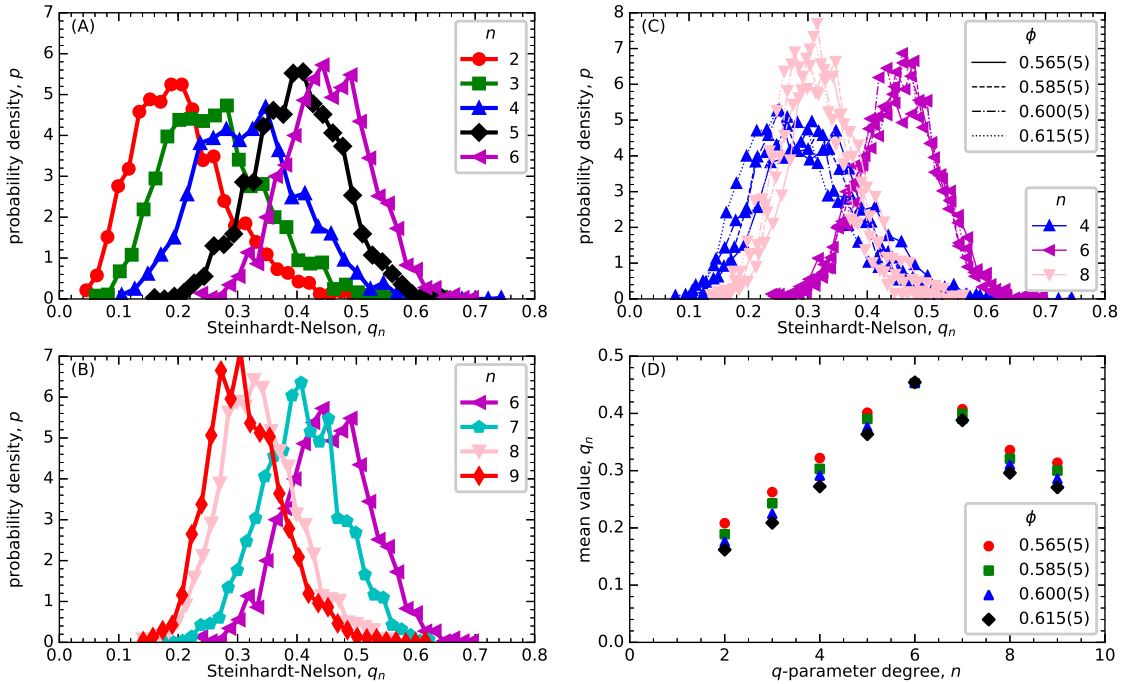 (A)
n
2
3
4
5
6
probability density, p
7
6
5
4
3
2
1
0
0.0 0.1 0.2 0.3 0.4 0.5 0.6 0.7 0.8
Steinhardt-Nelson, qn
(C)
ϕ
0.565(5)
0.585(5)
0.600(5)
0.615(5)
n
4
6
8
probability density, p
8
7
6
5
4
3
2
1
0
0.0 0.1 0.2 0.3 0.4 0.5 0.6 0.7 0.8
Steinhardt-Nelson, qn
(B)
n
6
7
8
9
probability density, p
7
6
5
4
3
2
1
0
0.0 0.1 0.2 0.3 0.4 0.5 0.6 0.7 0.8
Steinhardt-Nelson, qn
(D)
ϕ
0.565(5)
0.585(5)
0.600(5)
0.615(5)
mean value, qn
0.5
0.4
0.3
0.2
0.1
0.0
0 2 4 6 8 10
q-parameter degree, n